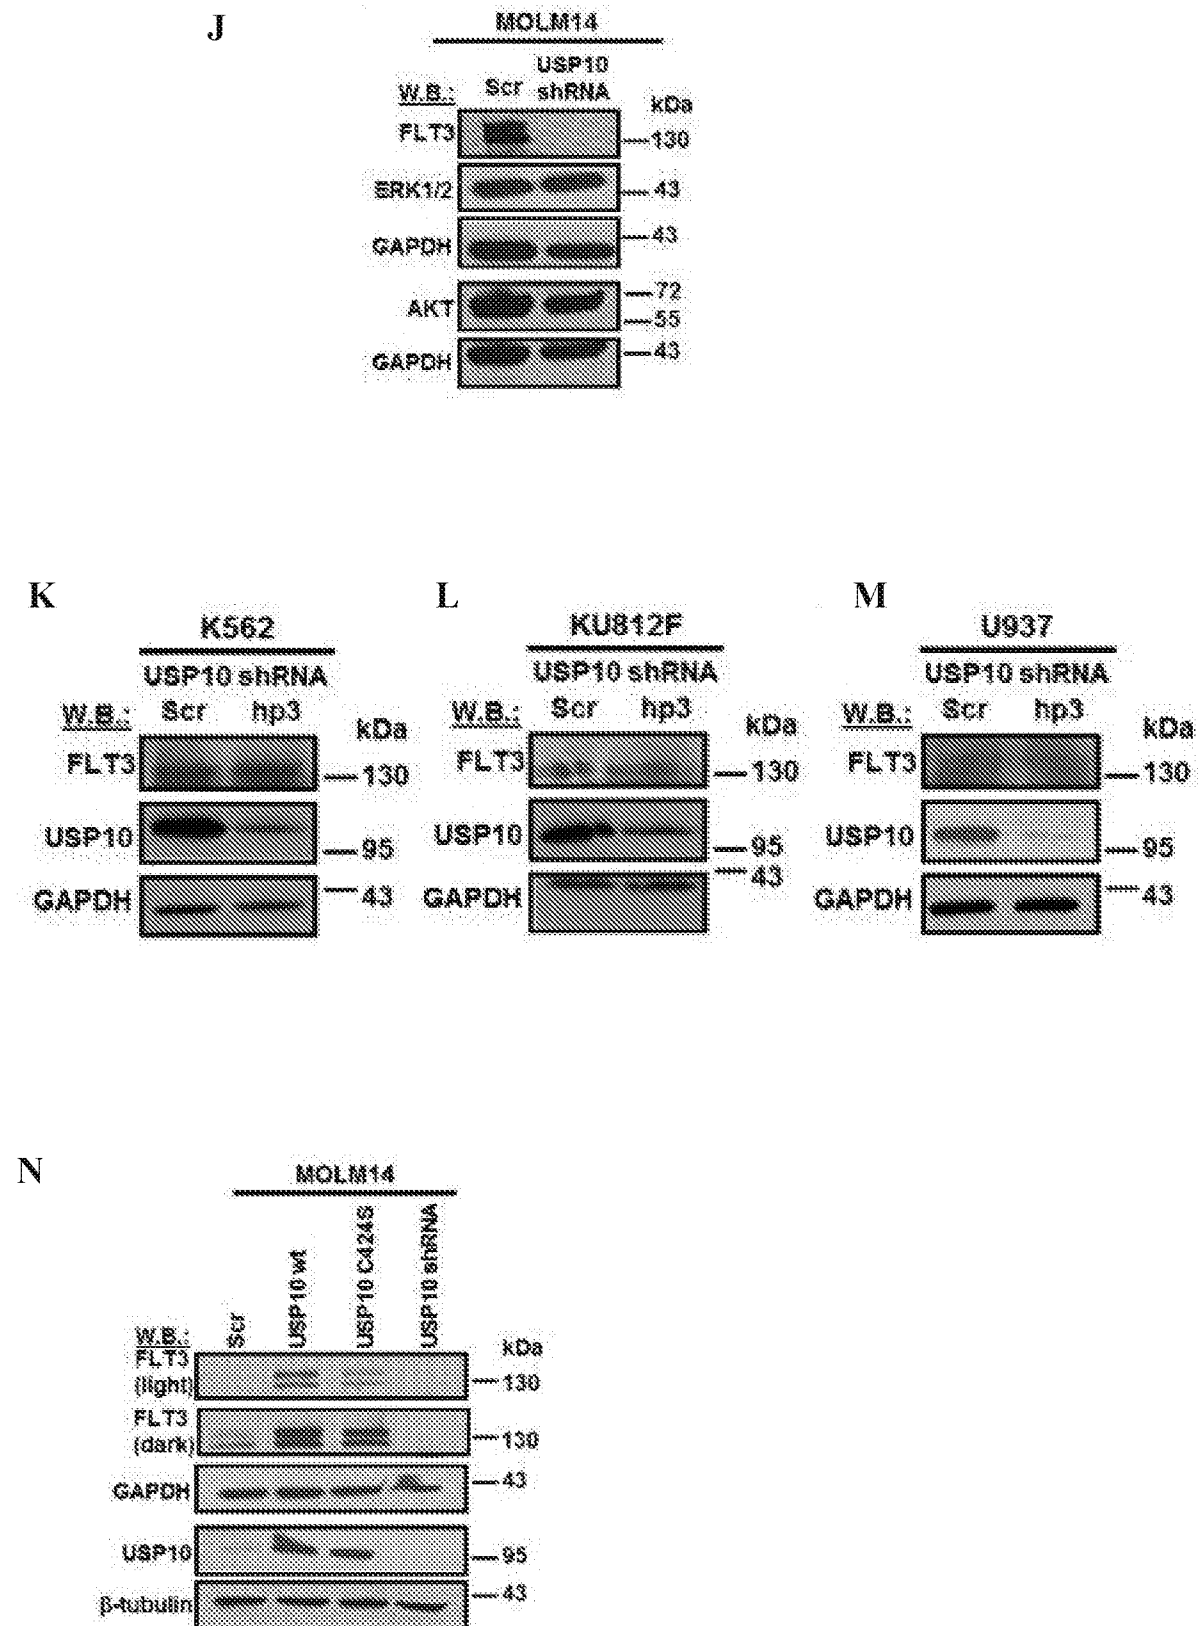 J
MOLM14
USP10
W.B.: Scr shRNA
kDa
FLT3
130
ERK1/2
43
GAPDH
43
AKT
72
55
GAPDH
43
K
K562
USP10 shRNA
W.B.: Scr hp3
kDa
FLT3
130
USP10
95
GAPDH
43
L
KU812F
USP10 shRNA
W.B.: Scr hp3
kDa
FLT3
130
USP10
95
GAPDH
43
M
U937
USP10 shRNA
W.B.: Scr hp3
kDa
FLT3
130
USP10
95
GAPDH
43
N
MOLM14
Scr
USP10 wt
USP10 C424S
USP10 shRNA
W.B.:
kDa
FLT3
(light)
130
FLT3
(dark)
130
GAPDH
43
USP10
95
β-tubulin
43